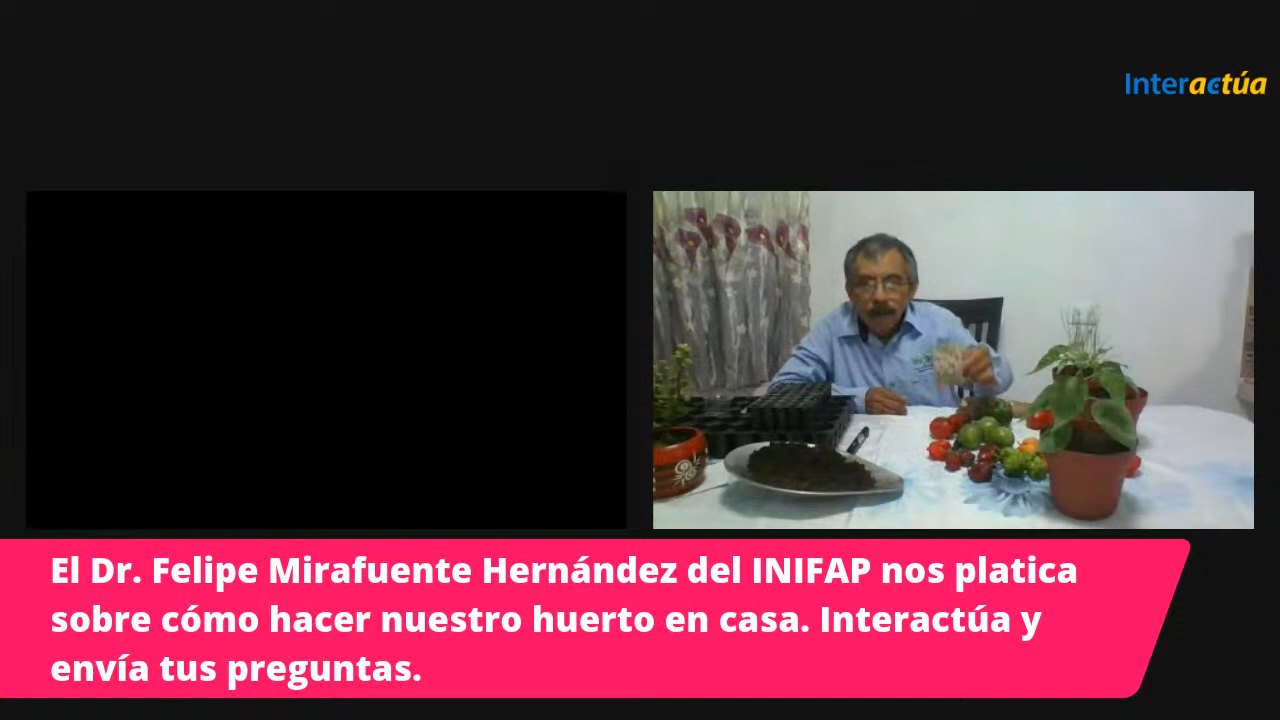 Interactúa
El Dr. Felipe Mirafuente Hernández del INIFAP nos platica
sobre cómo hacer nuestro huerto en casa. Interactúa y
envía tus preguntas.